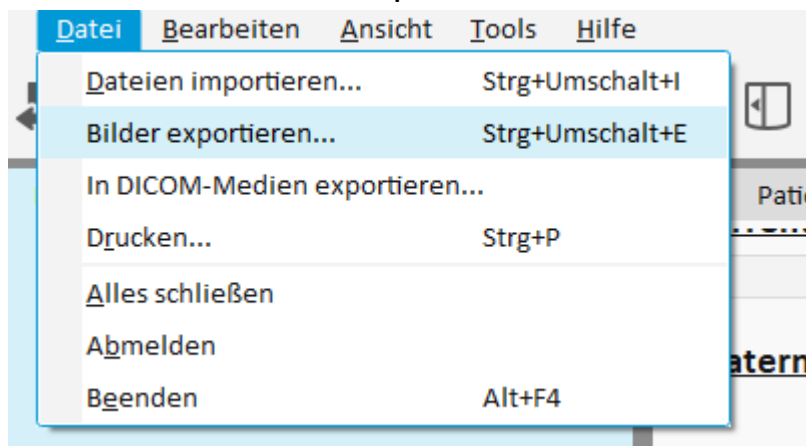 Datei Bearbeiten Ansicht Tools Hilfe
Dateien importieren... Strg+Umschalt+I
Bilder exportieren... Strg+Umschalt+E
In DICOM-Medien exportieren...
Drucken... Strg+P
Alles schließen
Abmelden
Beenden Alt+F4